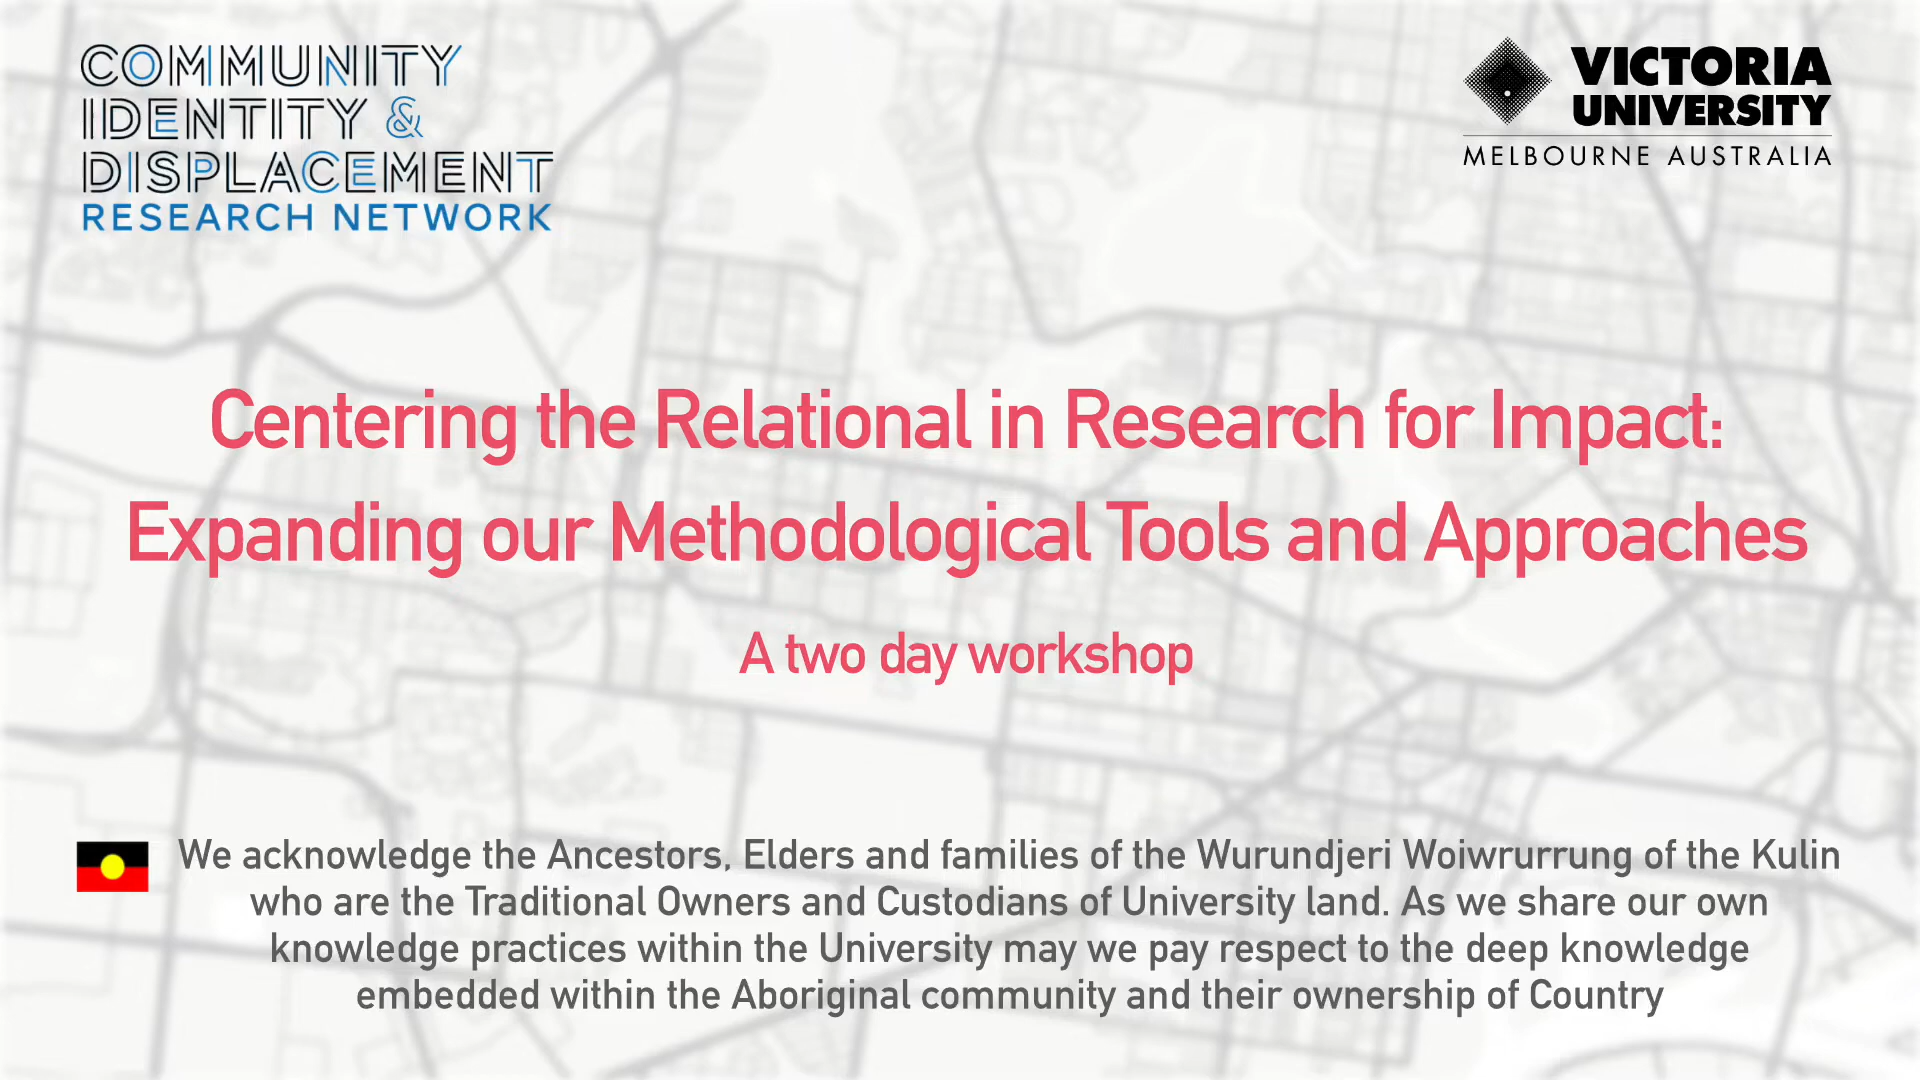 COMMUNITY
IDENTITY &
DISPLACEMENT
RESEARCH NETWORK
VICTORIA
UNIVERSITY
MELBOURNE AUSTRALIA
Centering the Relational in Research for Impact:
Expanding our Methodological Tools and Approaches
A two day workshop
We acknowledge the Ancestors, Elders and families of the Wurundjeri Woiwrurrung of the Kulin
who are the Traditional Owners and Custodians of University land. As we share our own
knowledge practices within the University may we pay respect to the deep knowledge
embedded within the Aboriginal community and their ownership of Country